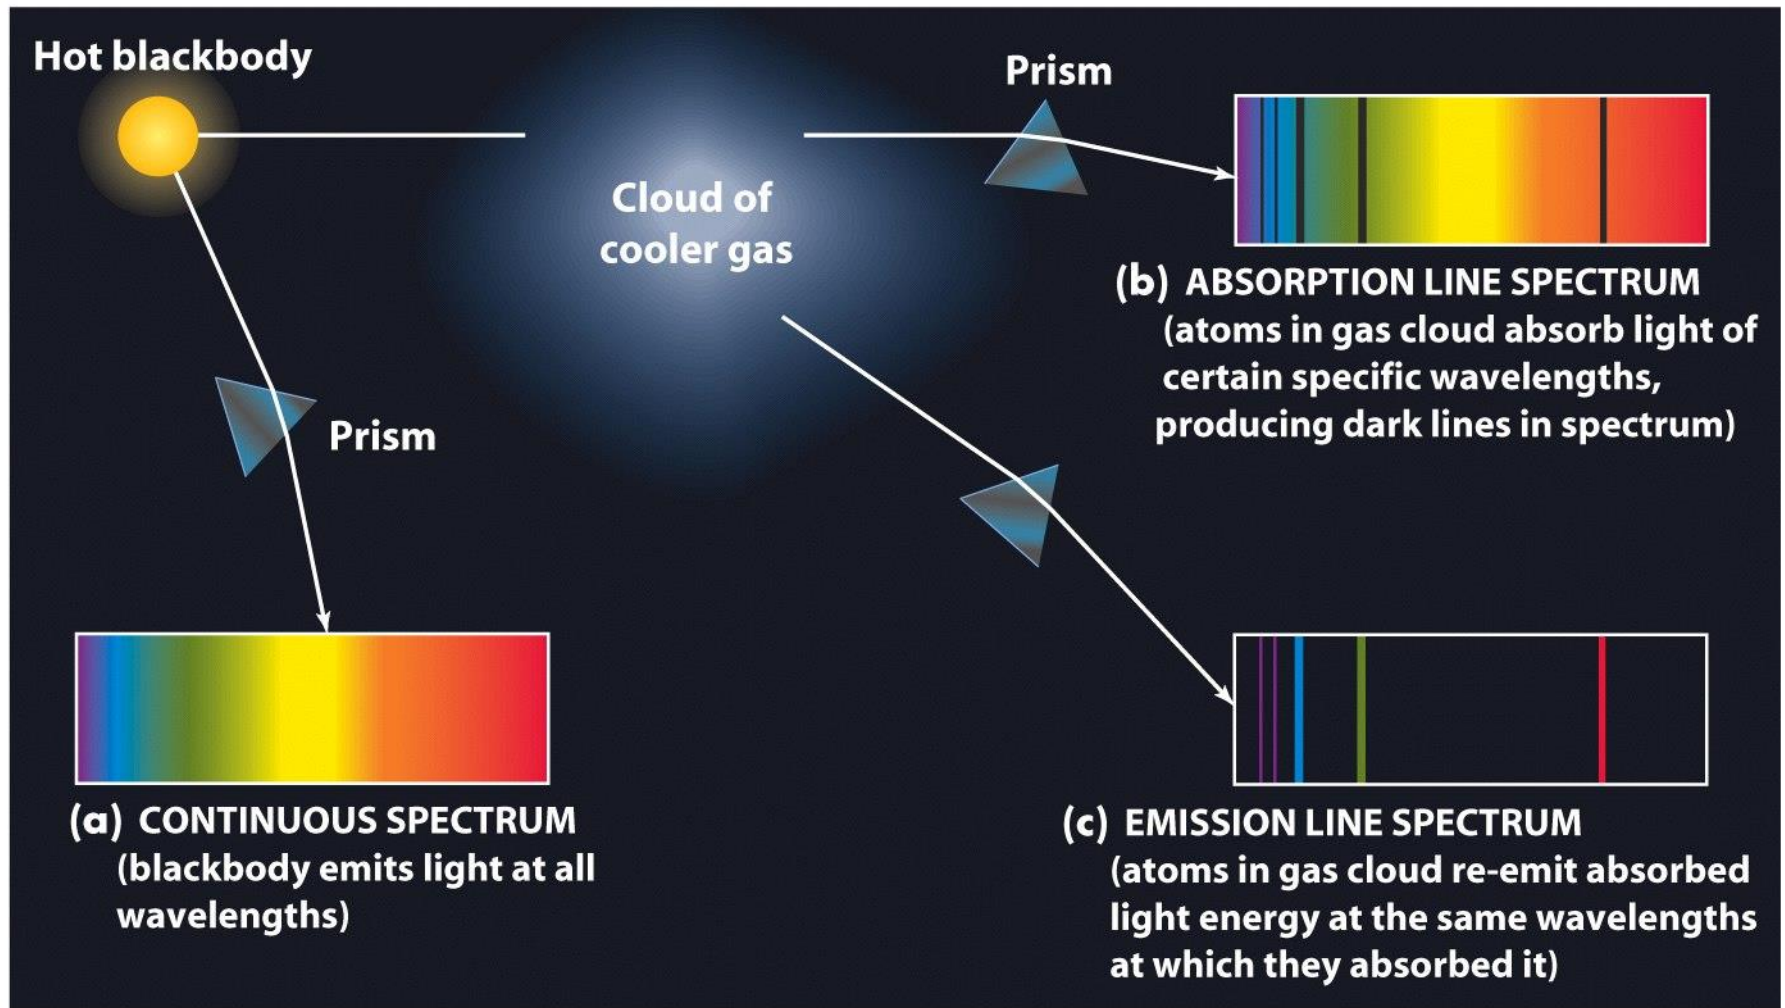 Hot blackbody
Prism
Cloud of
cooler gas
(b) ABSORPTION LINE SPECTRUM
(atoms in gas cloud absorb light of
certain specific wavelengths,
producing dark lines in spectrum)
Prism
(a) CONTINUOUS SPECTRUM
(blackbody emits light at all
wavelengths)
(c) EMISSION LINE SPECTRUM
(atoms in gas cloud re-emit absorbed
light energy at the same wavelengths
at which they absorbed it)